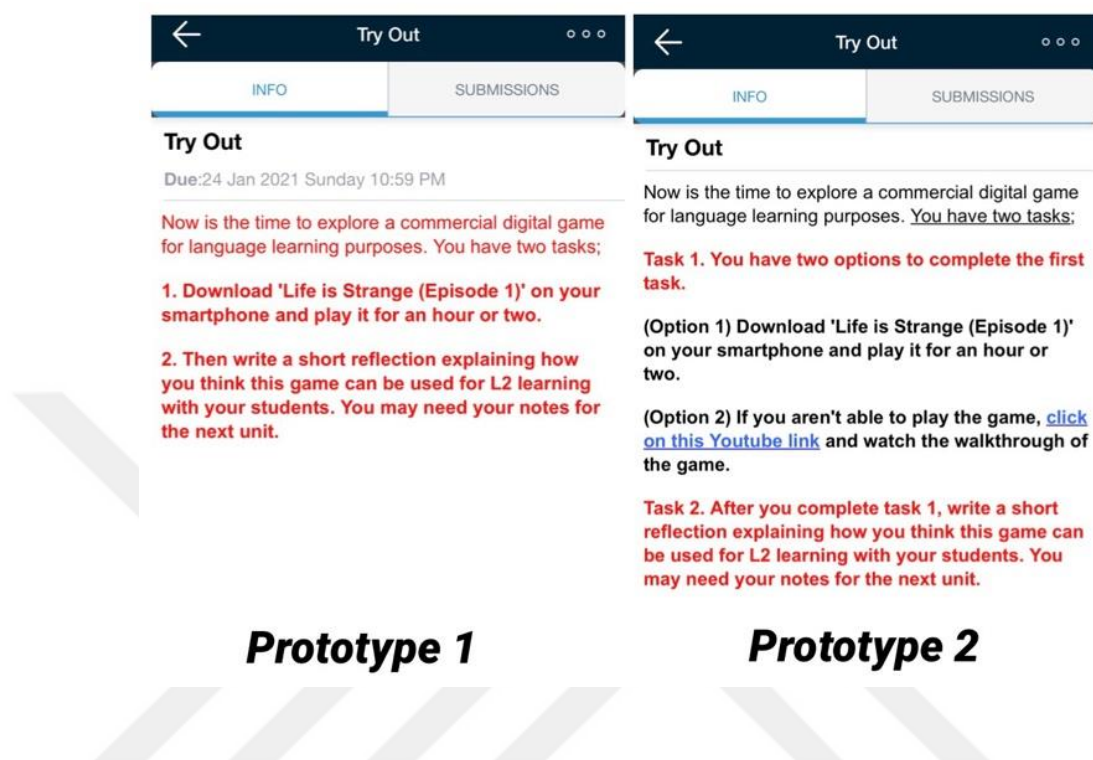 Try Out
INFO
SUBMISSIONS
Try Out
Due:24 Jan 2021 Sunday 10:59 PM
Now is the time to explore a commercial digital game
for language learning purposes. You have two tasks;
1. Download 'Life is Strange (Episode 1)' on your
smartphone and play it for an hour or two.
2. Then write a short reflection explaining how
you think this game can be used for L2 learning
with your students. You may need your notes for
the next unit.
Prototype 1
Try Out
INFO
SUBMISSIONS
Try Out
Now is the time to explore a commercial digital game
for language learning purposes. You have two tasks;
Task 1. You have two options to complete the first
task.
(Option 1) Download 'Life is Strange (Episode 1)'
on your smartphone and play it for an hour or
two.
(Option 2) If you aren't able to play the game, click
on this Youtube link and watch the walkthrough of
the game.
Task 2. After you complete task 1, write a short
reflection explaining how you think this game can
be used for L2 learning with your students. You
may need your notes for the next unit.
Prototype 2